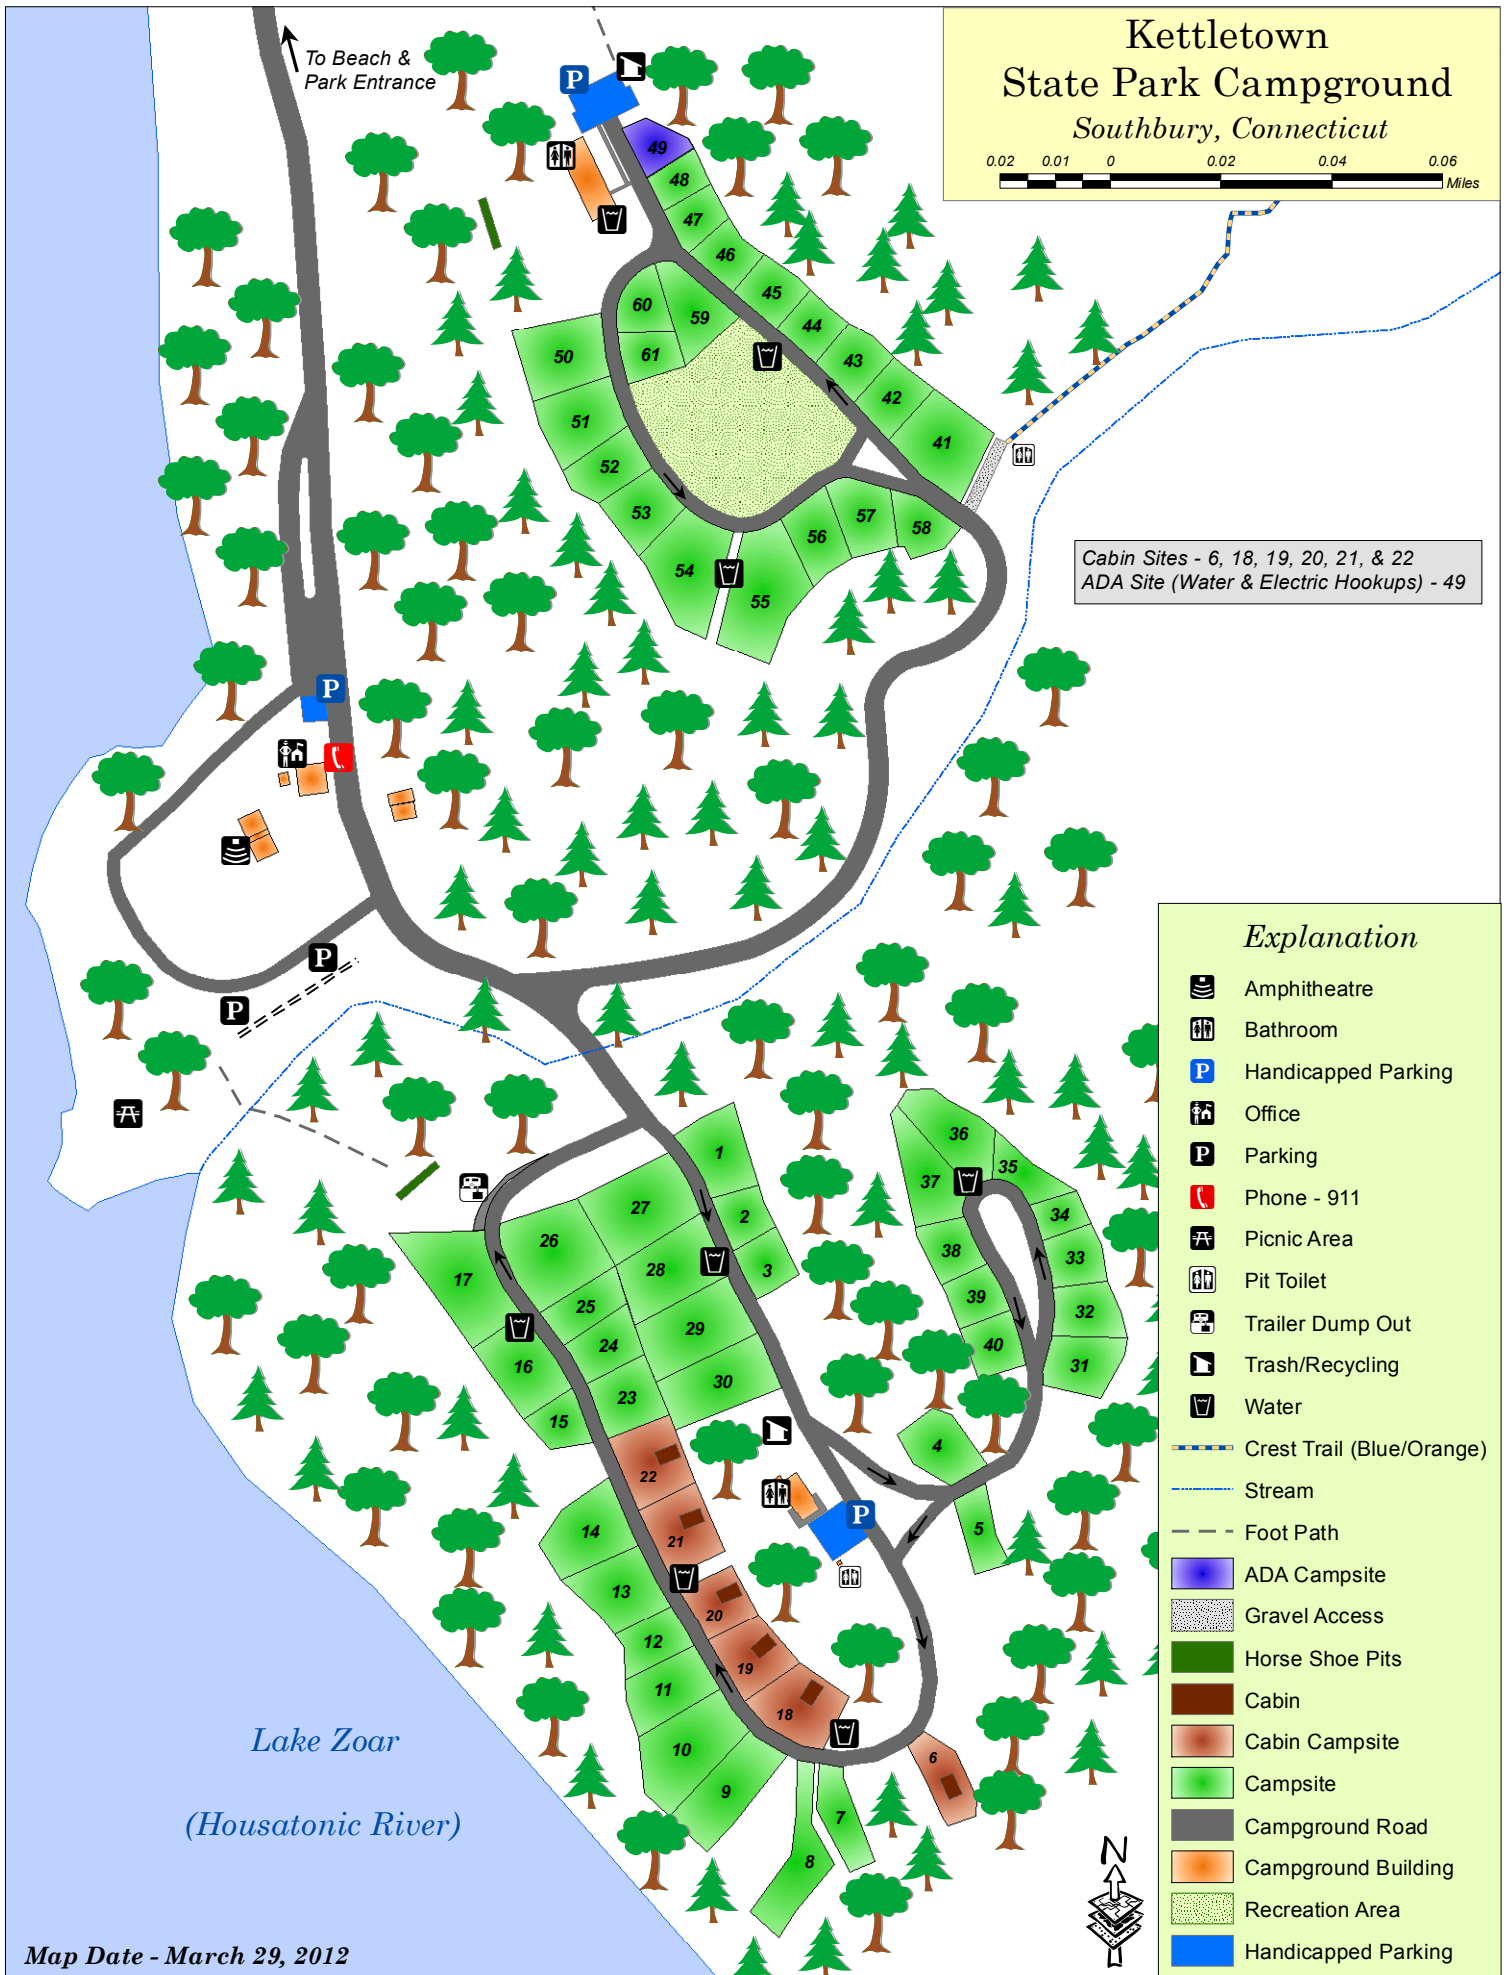 Kettletown
State Park Campground
Southbury, Connecticut
0.02 0.01 0 0.02 0.04 0.06
Miles
To Beach &
Park Entrance
P
49
48
47
46
45
44
43
42
41
60
59
61
50
51
52
53
54
55
56
57
58
Cabin Sites - 6, 18, 19, 20, 21, & 22
ADA Site (Water & Electric Hookups) - 49
P
P
P
1
2
3
27
26
28
25
29
24
30
23
17
16
15
36
37
35
34
38
33
39
32
40
31
4
5
22
21
P
14
13
20
12
19
11
18
10
9
6
7
8
Lake Zoar
(Housatonic River)
Map Date - March 29, 2012
N
Explanation
Amphitheatre
Bathroom
P Handicapped Parking
Office
P Parking
Phone - 911
Picnic Area
Pit Toilet
Trailer Dump Out
Trash/Recycling
Water
Crest Trail (Blue/Orange)
Stream
Foot Path
ADA Campsite
Gravel Access
Horse Shoe Pits
Cabin
Cabin Campsite
Campsite
Campground Road
Campground Building
Recreation Area
Handicapped Parking